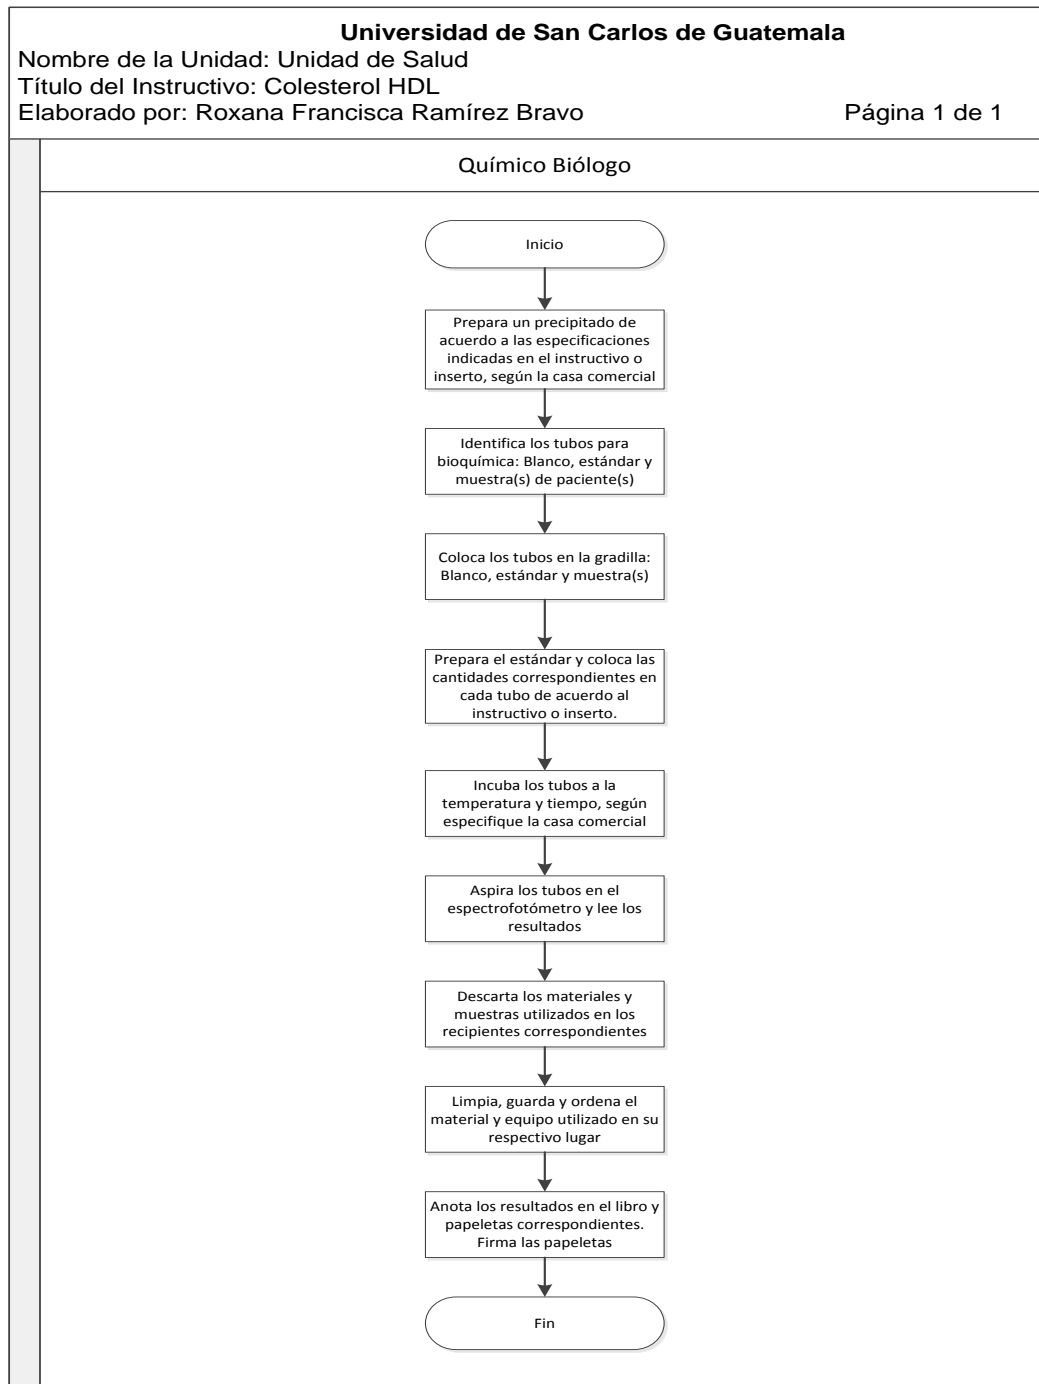 Universidad de San Carlos de Guatemala
Nombre de la Unidad: Unidad de Salud
Título del Instructivo: Colesterol HDL
Elaborado por: Roxana Francisca Ramírez Bravo Página 1 de 1
Químico Biólogo
Inicio
Prepara un precipitado de
acuerdo a las especificaciones
indicadas en el instructivo o
inserto, según la casa comercial
Identifica los tubos para
bioquímica: Blanco, estándar y
muestra(s) de paciente(s)
Coloca los tubos en la gradilla:
Blanco, estándar y muestra(s)
Prepara el estándar y coloca las
cantidades correspondientes en
cada tubo de acuerdo al
instructivo o inserto.
Incuba los tubos a la
temperatura y tiempo, según
especifique la casa comercial
Aspira los tubos en el
espectrofotómetro y lee los
resultados
Descarta los materiales y
muestras utilizados en los
recipientes correspondientes
Limpia, guarda y ordena el
material y equipo utilizado en su
respectivo lugar
Anota los resultados en el libro y
papeletas correspondientes.
Firma las papeletas
Fin